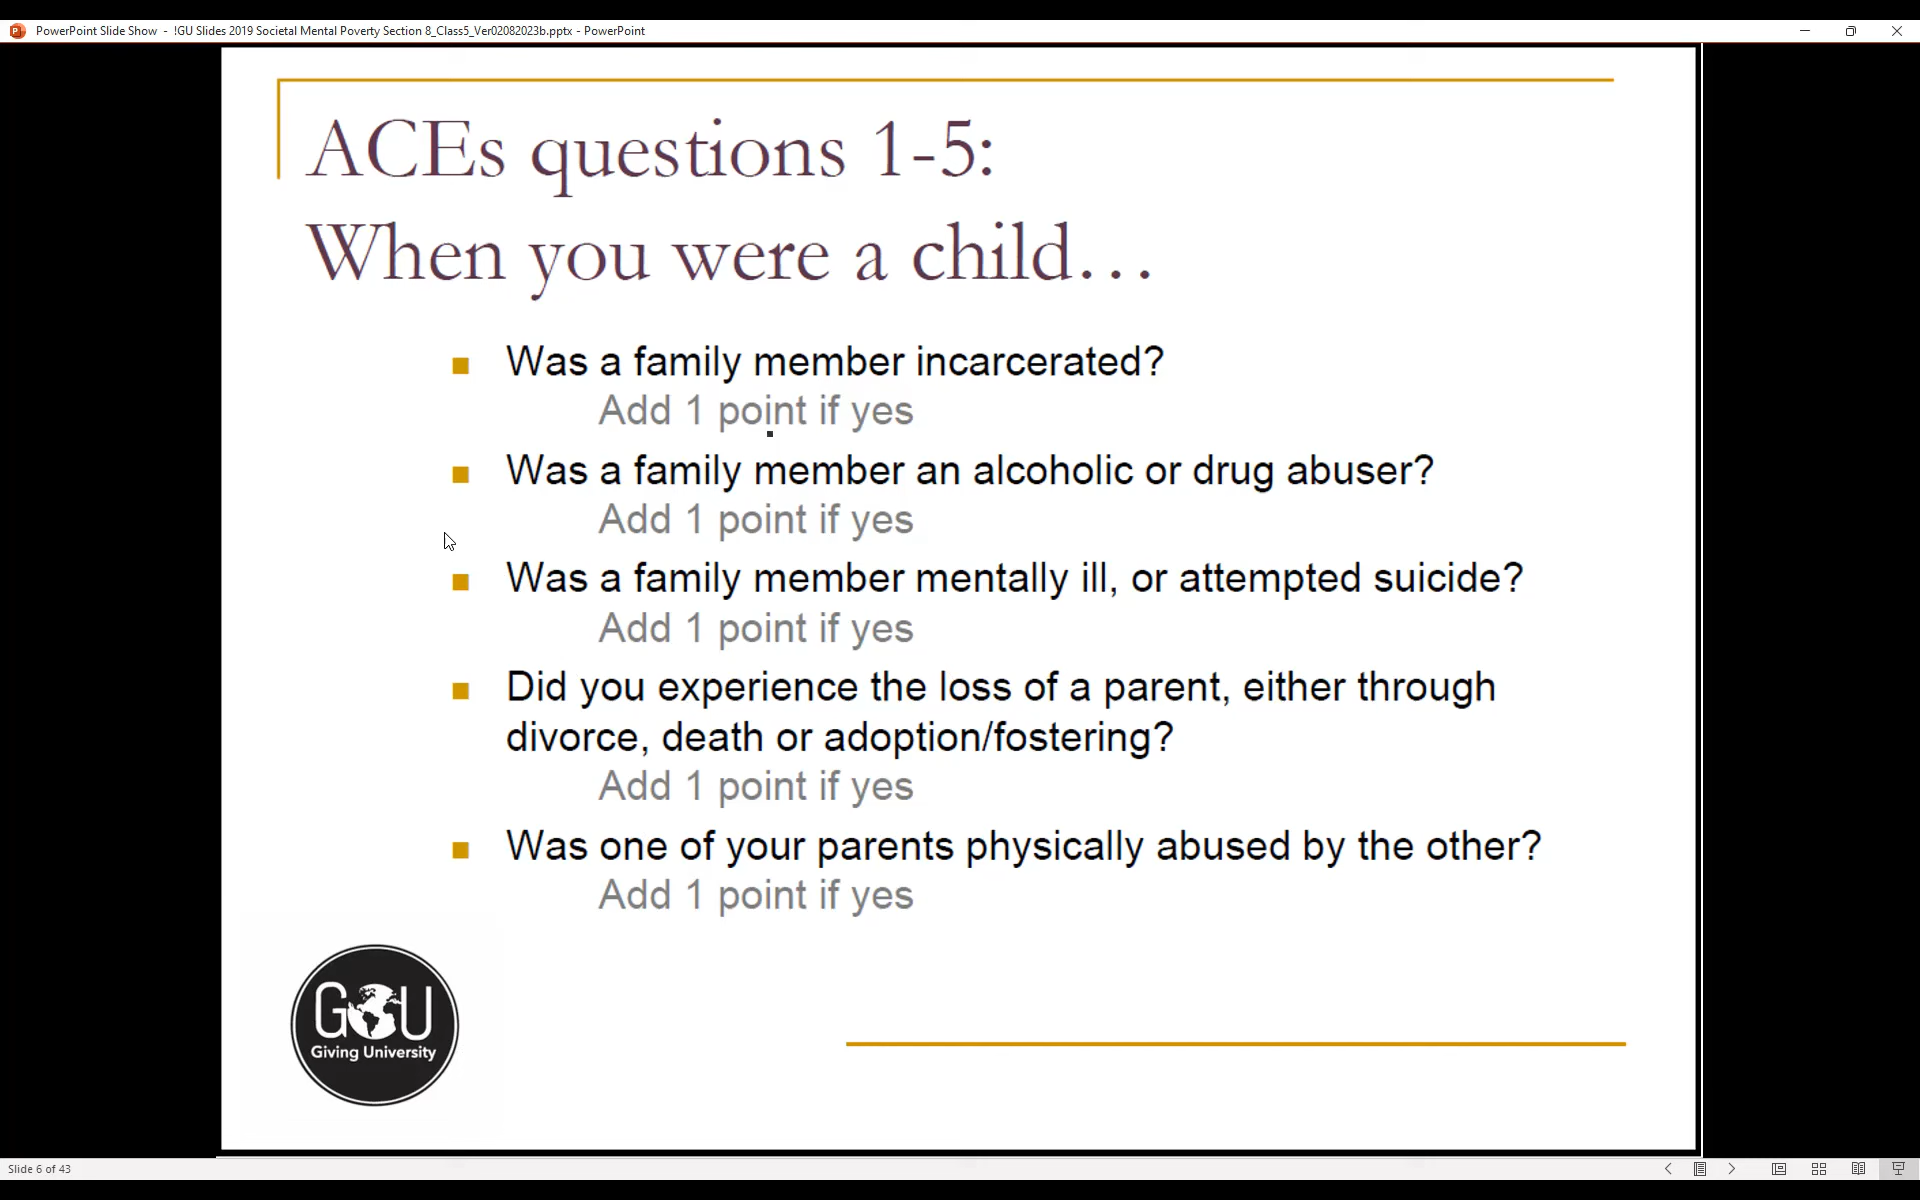 PowerPoint Slide Show - !GU Slides 2019 Societal Mental Poverty Section 8_Class5_Ver02082023b.pptx - PowerPoint
ACEs questions 1-5:
When you were a child…
Was a family member incarcerated?
Add 1 point if yes
Was a family member an alcoholic or drug abuser?
Add 1 point if yes
Was a family member mentally ill, or attempted suicide?
Add 1 point if yes
Did you experience the loss of a parent, either through
divorce, death or adoption/fostering?
Add 1 point if yes
Was one of your parents physically abused by the other?
Add 1 point if yes
GU
Giving University
Slide 6 of 43